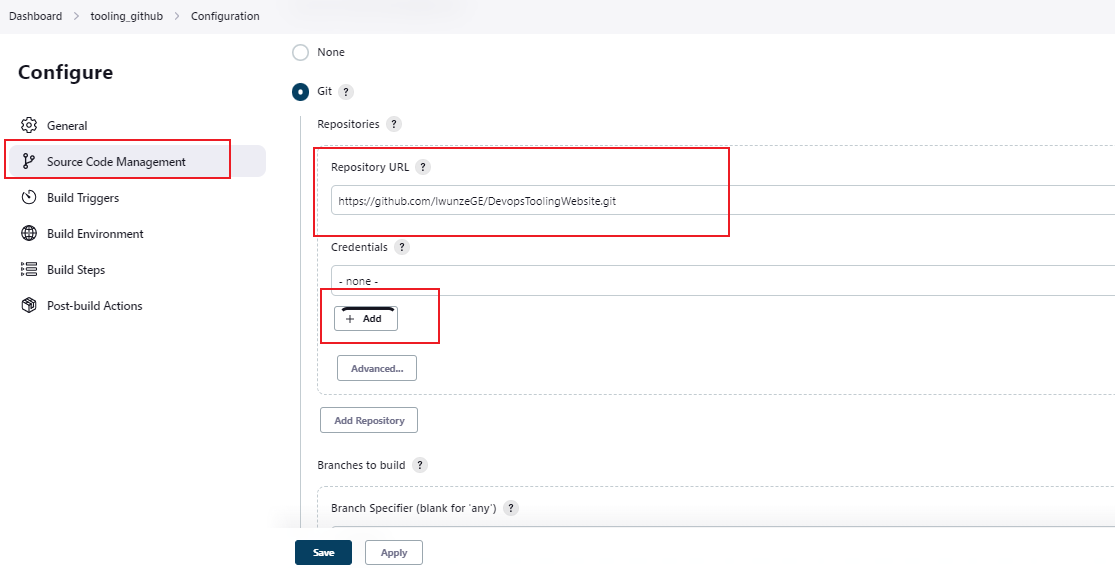 Dashboard > tooling_github > Configuration
Configure
General
Source Code Management
Build Triggers
Build Environment
Build Steps
Post-build Actions
None
Git ?
Repositories ?
Repository URL ?
https://github.com/IwunzeGE/DevopsToolingWebsite.git
Credentials ?
- none -
+ Add
Advanced...
Add Repository
Branches to build ?
Branch Specifier (blank for 'any') ?
Save Apply